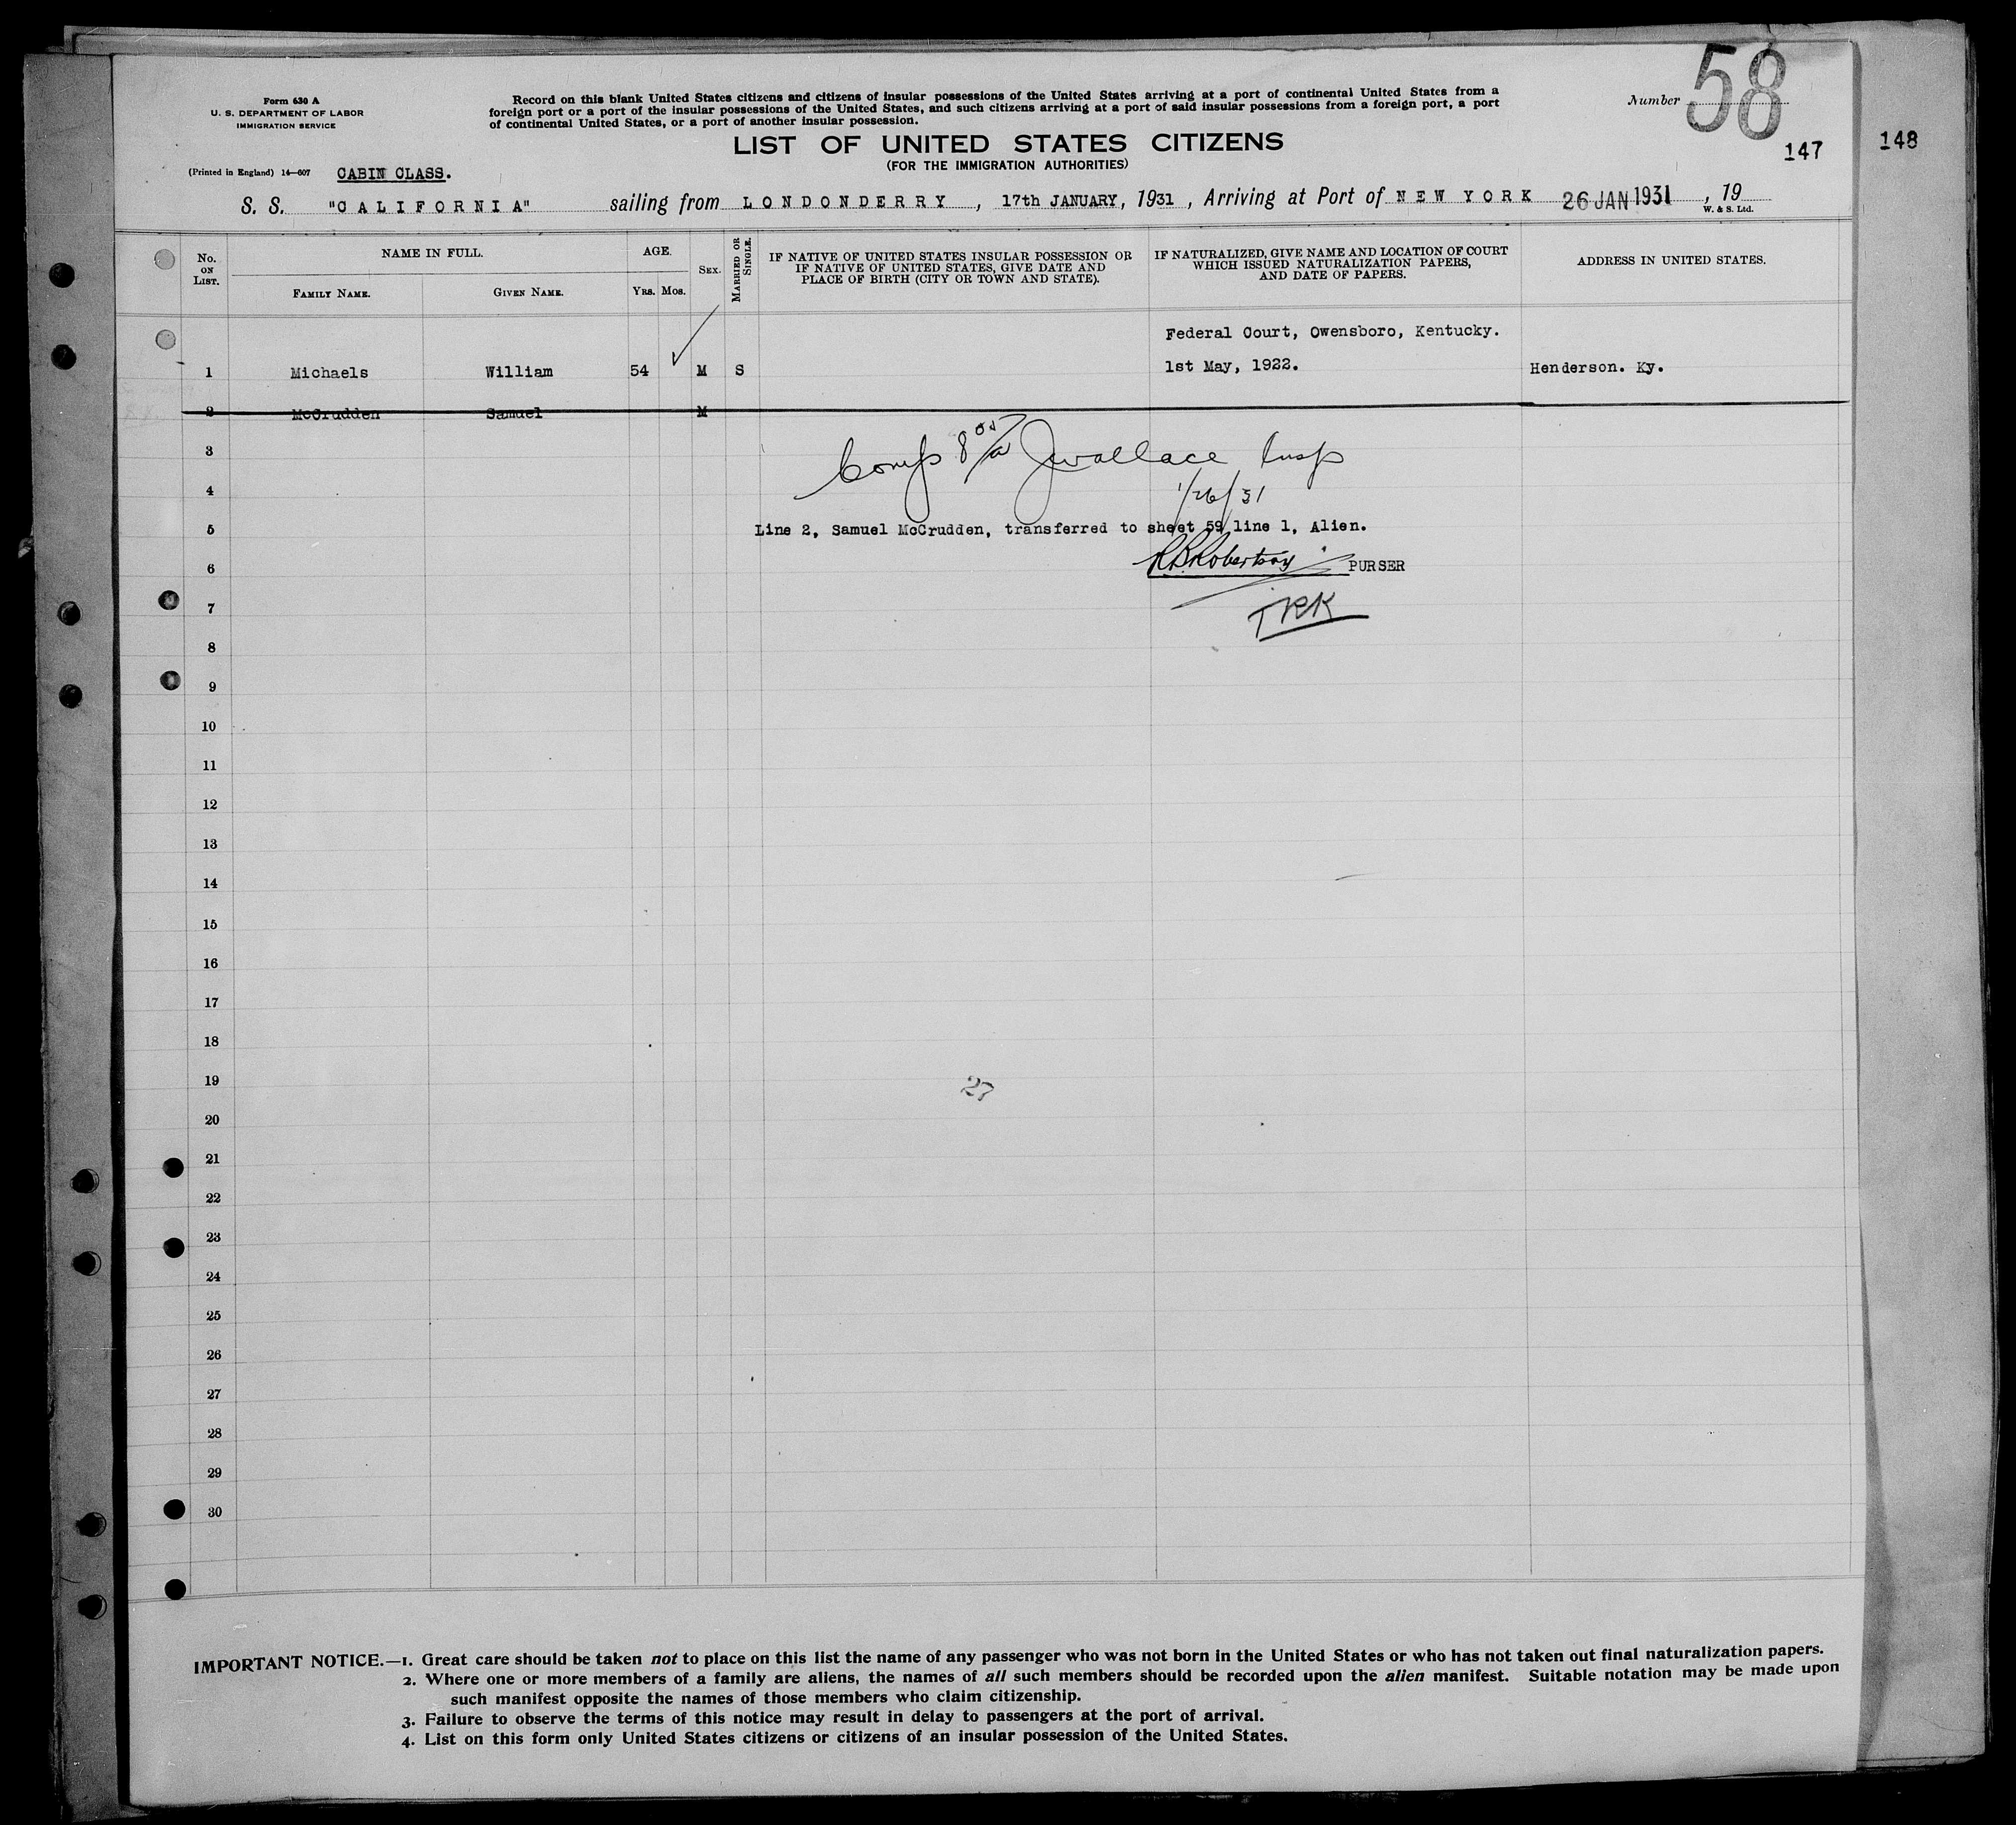 58
Form 630 A
U. S. DEPARTMENT OF LABOR
IMMIGRATION SERVICE
Record on this blank United States citizens and citizens of insular possessions of the United States arriving at a port of continental United States from a
foreign port or a port of the insular possessions of the United States, and such citizens arriving at a port of said insular possessions from a foreign port, a port
of continental United States, or a port of another insular possession.
Number
LIST OF UNITED STATES CITIZENS
(FOR THE IMMIGRATION AUTHORITIES)
147
148
(Printed in England) 14—607 CABIN CLASS.
S. S. "CALIFORNIA" sailing from LONDONDERRY, 17th JANUARY, 1931, Arriving at Port of NEW YORK 26 JAN 1931, 19
W. & S. Ltd.
No. ON LIST.
NAME IN FULL.
FAMILY NAME.
GIVEN NAME.
AGE.
YRS. MOS.
SEX.
MARRIED OR SINGLE.
IF NATIVE OF UNITED STATES INSULAR POSSESSION OR
IF NATIVE OF UNITED STATES, GIVE DATE AND
PLACE OF BIRTH (CITY OR TOWN AND STATE).
IF NATURALIZED, GIVE NAME AND LOCATION OF COURT
WHICH ISSUED NATURALIZATION PAPERS,
AND DATE OF PAPERS.
ADDRESS IN UNITED STATES.
Federal Court, Owensboro, Kentucky.
1 Michaels William 54 M S 1st May, 1922. Henderson. Ky.
2 McCrudden Samuel M
3 Comp 8 Jwallace Insp
4 1/26/31
5 Line 2, Samuel McCrudden, transferred to sheet 59 line 1, Alien.
6 RBRobertson PURSER
7 TRK
8
9
10
11
12
13
14
15
16
17
18
19 27
20
21
22
23
24
25
26
27
28
29
30
IMPORTANT NOTICE.—1. Great care should be taken not to place on this list the name of any passenger who was not born in the United States or who has not taken out final naturalization papers.
2. Where one or more members of a family are aliens, the names of all such members should be recorded upon the alien manifest. Suitable notation may be made upon
such manifest opposite the names of those members who claim citizenship.
3. Failure to observe the terms of this notice may result in delay to passengers at the port of arrival.
4. List on this form only United States citizens or citizens of an insular possession of the United States.